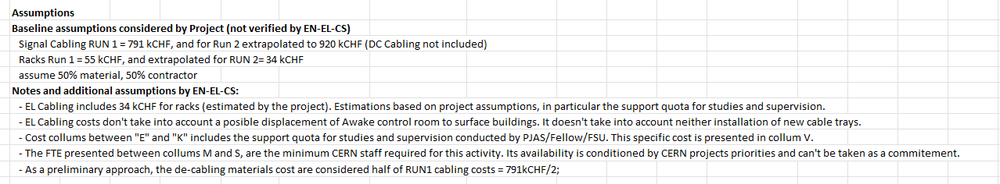 Assumptions
Baseline assumptions considered by Project (not verified by EN-EL-CS)
Signal Cabling RUN 1 = 791 kCHF, and for Run 2 extrapolated to 920 kCHF (DC Cabling not included)
Racks Run 1 = 55 kCHF, and extrapolated for RUN 2= 34 kCHF
assume 50% material, 50% contractor
Notes and additional assumptions by EN-EL-CS:
- EL Cabling includes 34 kCHF for racks (estimated by the project). Estimations based on project assumptions, in particular the support quota for studies and supervision.
- EL Cabling costs don't take into account a posible displacement of Awake control room to surface buildings. It doesn't take into account neither installation of new cable trays.
- Cost collums between "E" and "K" includes the support quota for studies and supervision conducted by PJAS/Fellow/FSU. This specific cost is presented in collum V.
- The FTE presented between collums M and S, are the minimum CERN staff required for this activity. Its availability is conditioned by CERN projects priorities and can't be taken as a commitement.
- As a preliminary approach, the de-cabling materials cost are considered half of RUN1 cabling costs = 791kCHF/2;